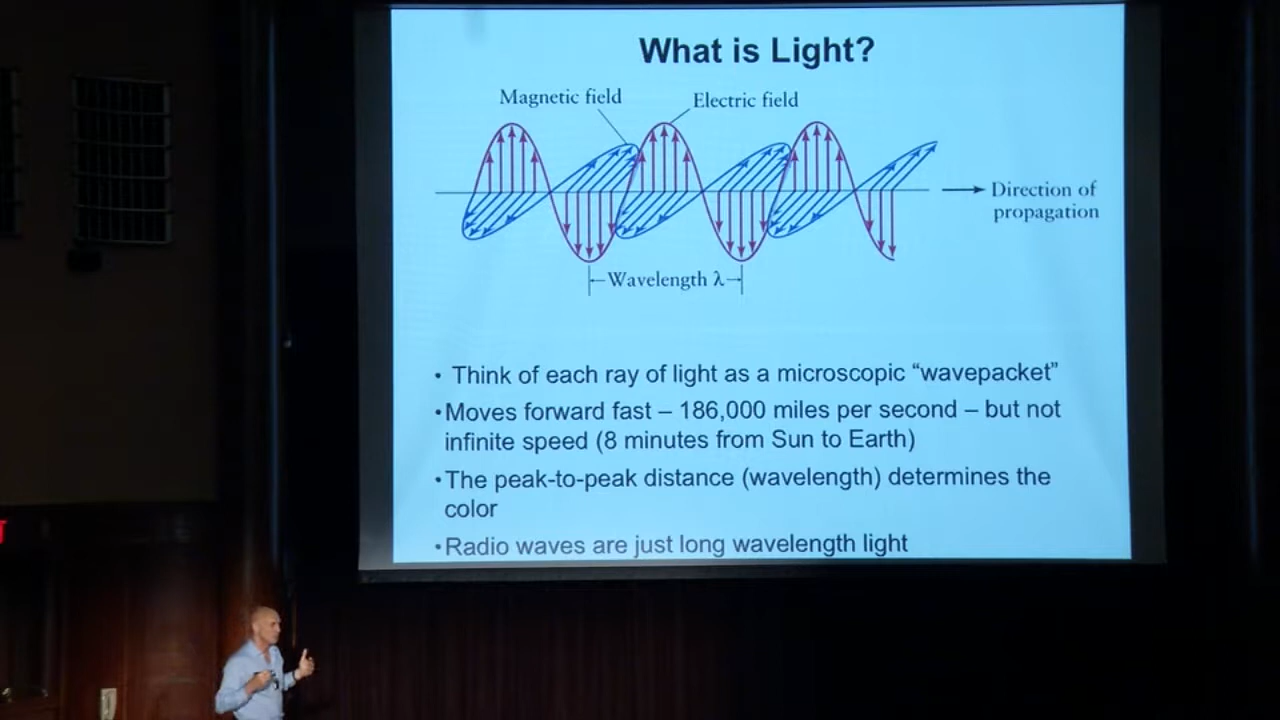 What is Light?
Magnetic field
Electric field
Direction of
propagation
Wavelength λ
• Think of each ray of light as a microscopic “wavepacket”
•Moves forward fast – 186,000 miles per second – but not
infinite speed (8 minutes from Sun to Earth)
•The peak-to-peak distance (wavelength) determines the
color
•Radio waves are just long wavelength light